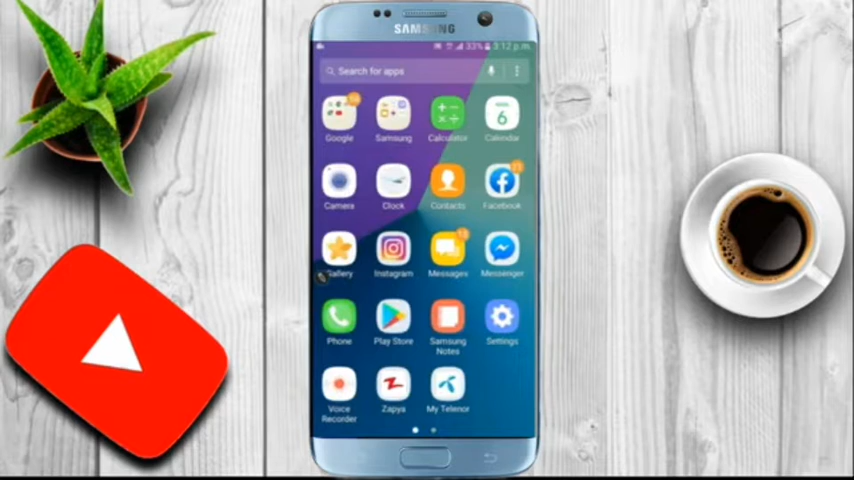 SAMSUNG
33% 3:12 p.m.
Search for apps
Google Samsung Calculator Calendar
6
Camera Clock Contacts Facebook
Gallery Instagram Messages Messenger
Phone Play Store Samsung Notes Settings
Voice Recorder Zapya My Telenor